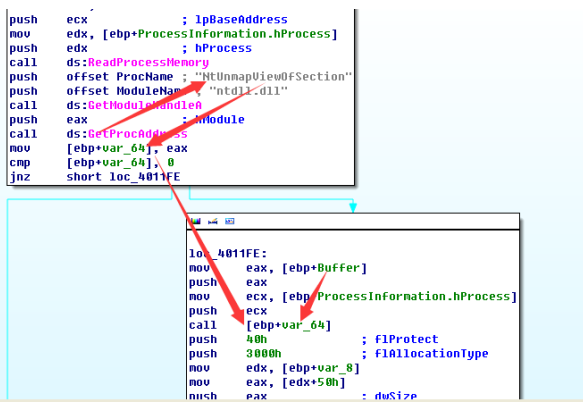 push ecx ; lpBaseAddress
mov edx, [ebp+ProcessInformation.hProcess]
push edx ; hProcess
call ds:ReadProcessMemory
push offset ProcName ; "NtUnmapViewOfSection"
push offset ModuleName ; "ntdll.dll"
call ds:GetModuleHandleA
push eax ; hModule
call ds:GetProcAddress
mov [ebp+var_64], eax
cmp [ebp+var_64], 0
jnz short loc_4011FE
loc_4011FE:
mov eax, [ebp+Buffer]
push eax
mov ecx, [ebp+ProcessInformation.hProcess]
push ecx
call [ebp+var_64]
push 40h ; flProtect
push 3000h ; flAllocationType
mov edx, [ebp+var_8]
mov eax, [edx+50h]
push eax ; dwSize